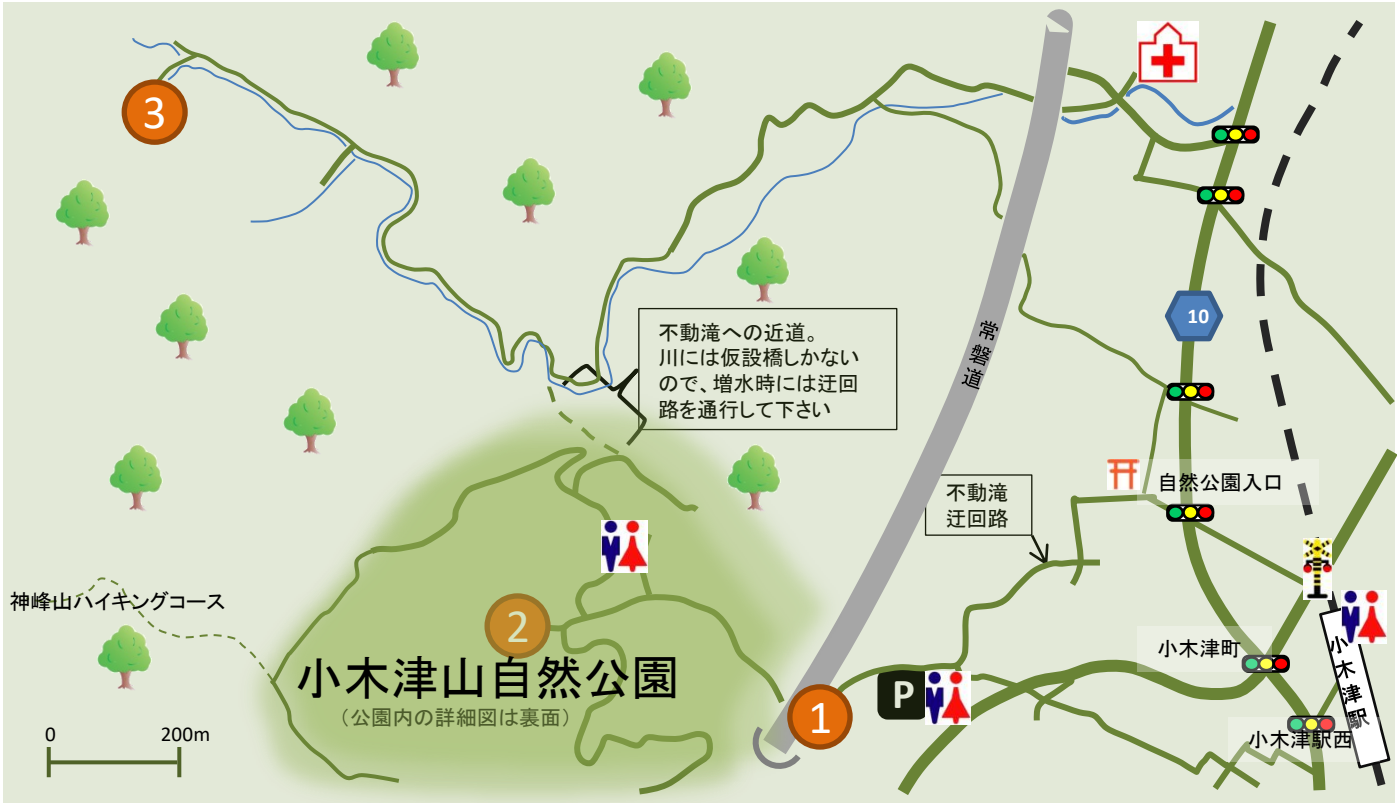 3
10
常磐道
不動滝への近道。
川には仮設橋しかない
ので、増水時には迂回
路を通行して下さい
自然公園入口
不動滝
迂回路
神峰山ハイキングコース
2
小木津山自然公園
（公園内の詳細図は裏面）
小木津町
小木津駅
P
1
0
200m
小木津駅西